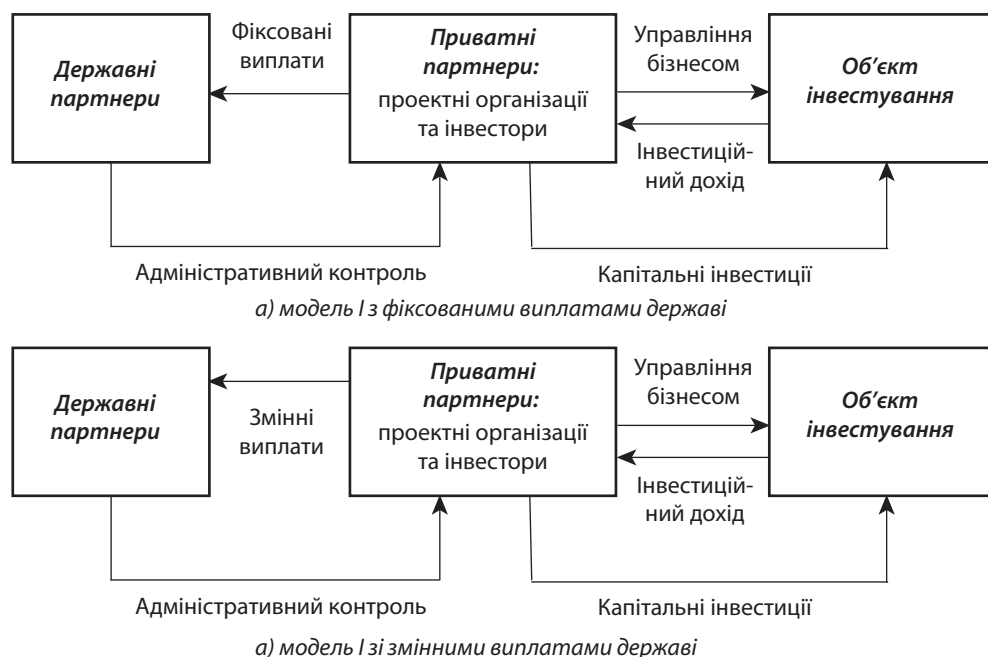 Державні
партнери
Фіксовані
виплати
Приватні
партнери:
проектні організації
та інвестори
Управління
бізнесом
Інвестицій-
ний дохід
Об’єкт
інвестування
Адміністративний контроль
Капітальні інвестиції
а) модель І з фіксованими виплатами державі
Державні
партнери
Змінні
виплати
Приватні
партнери:
проектні організації
та інвестори
Управління
бізнесом
Інвестицій-
ний дохід
Об’єкт
інвестування
Адміністративний контроль
Капітальні інвестиції
а) модель І зі змінними виплатами державі